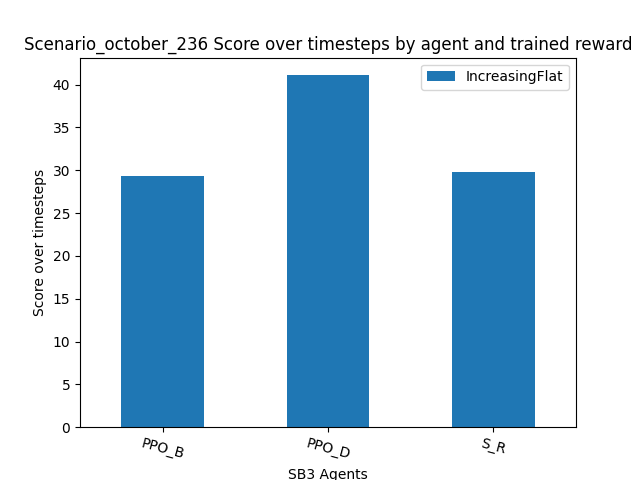 Scenario_october_236 Score over timesteps by agent and trained reward
IncreasingFlat
Score over timesteps
40
35
30
25
20
15
10
5
0
PPO_B
PPO_D
S_R
SB3 Agents